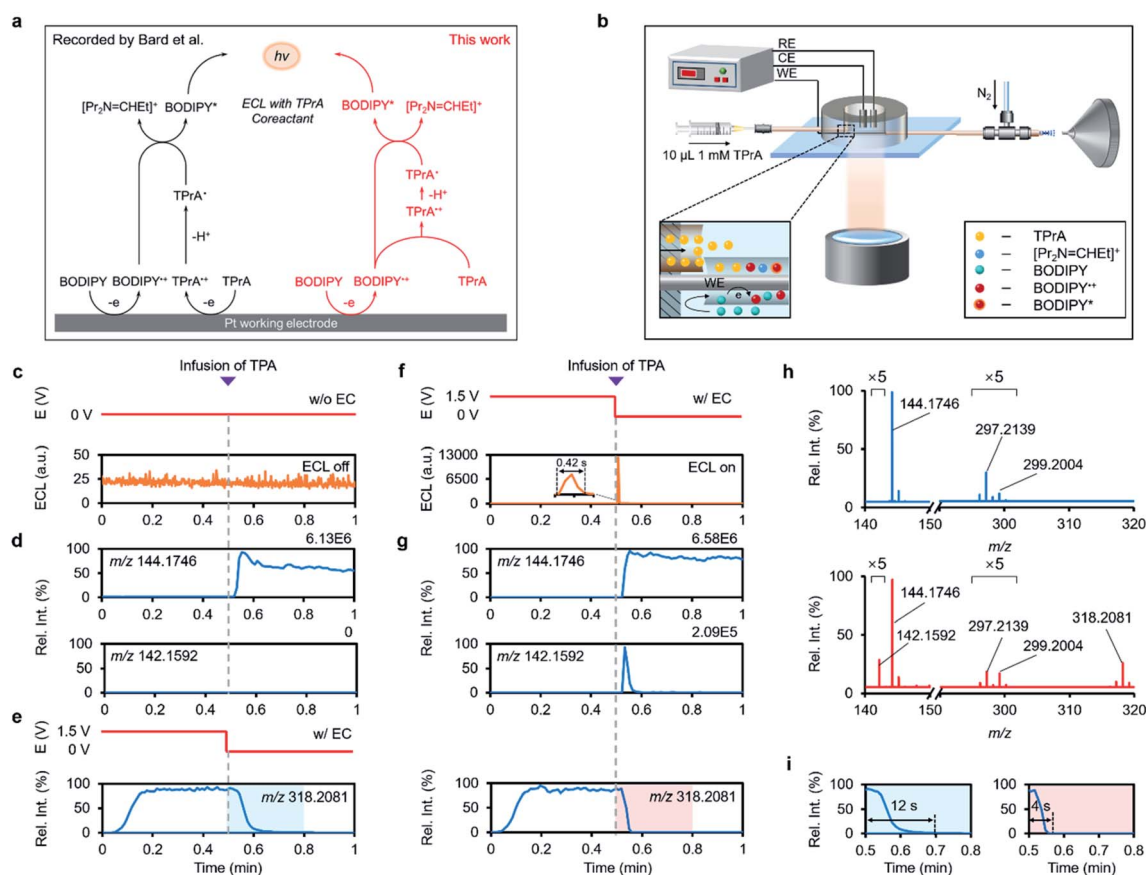 a
Recorded by Bard et al.
This work
hν
[Pr₂N=CHEt]⁺ BODIPY*
ECL with TPrA
Coreactant
BODIPY* [Pr₂N=CHEt]⁺
TPrA•
-H⁺
TPrA•
-H⁺
TPrA•⁺
BODIPY BODIPY•⁺ TPrA•⁺ TPrA
BODIPY BODIPY•⁺ TPrA
-e -e -e
Pt working electrode
b
RE
CE
WE
N₂
10 µL 1 mM TPrA
WE
e
– TPrA
– [Pr₂N=CHEt]⁺
– BODIPY
– BODIPY•⁺
– BODIPY*
c
Infusion of TPA
E (V)
0 V
w/o EC
ECL (a.u.)
50
25
0
ECL off
0 0.2 0.4 0.6 0.8 1
d
6.13E6
Rel. Int. (%)
100
50
0
m/z 144.1746
0 0.2 0.4 0.6 0.8 1
0
100
50
0
m/z 142.1592
0 0.2 0.4 0.6 0.8 1
e
E (V)
1.5 V
0 V
w/ EC
Rel. Int. (%)
100
50
0
m/z 318.2081
0 0.2 0.4 0.6 0.8 1
Time (min)
f
Infusion of TPA
E (V)
1.5 V
0 V
w/ EC
ECL (a.u.)
13000
6500
0
0.42 s
ECL on
0 0.2 0.4 0.6 0.8 1
g
6.58E6
Rel. Int. (%)
100
50
0
m/z 144.1746
0 0.2 0.4 0.6 0.8 1
2.09E5
100
50
0
m/z 142.1592
0 0.2 0.4 0.6 0.8 1
Rel. Int. (%)
100
50
0
m/z 318.2081
0 0.2 0.4 0.6 0.8 1
Time (min)
h
×5 ×5
Rel. Int. (%)
100
50
0
144.1746
297.2139
299.2004
140 150 300 310 320
m/z
×5 ×5
Rel. Int. (%)
100
50
0
144.1746
142.1592
297.2139
299.2004
318.2081
140 150 300 310 320
m/z
i
Rel. Int. (%)
100
50
0
12 s
0.5 0.6 0.7 0.8
Time (min)
100
50
0
4 s
0.5 0.6 0.7 0.8
Time (min)